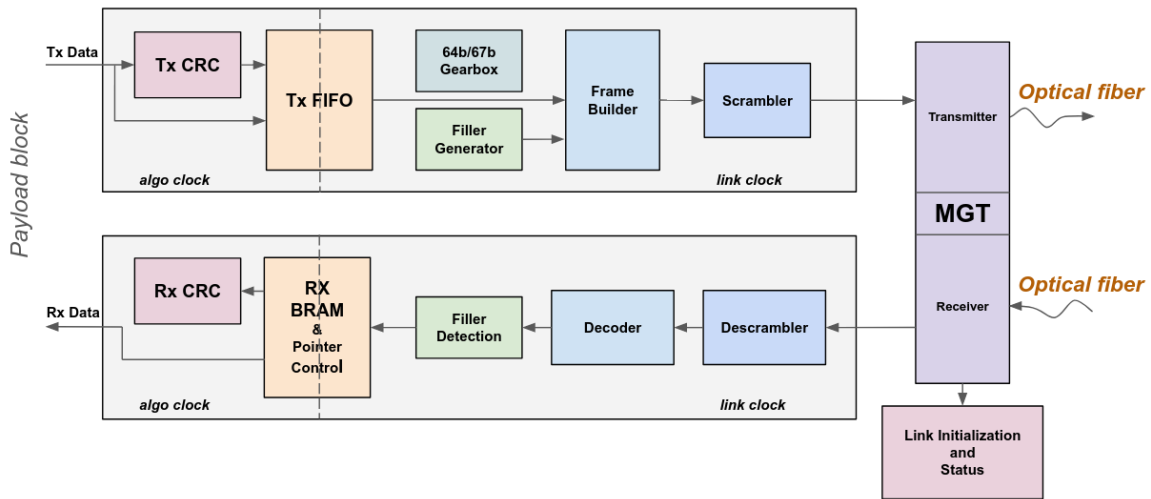 Payload block
Tx Data
Tx CRC
Tx FIFO
64b/67b
Gearbox
Filler
Generator
Frame
Builder
Scrambler
algo clock
link clock
Transmitter
MGT
Receiver
Optical fiber
Optical fiber
Rx Data
Rx CRC
RX
BRAM
&
Pointer
Control
Filler
Detection
Decoder
Descrambler
algo clock
link clock
Link Initialization
and
Status